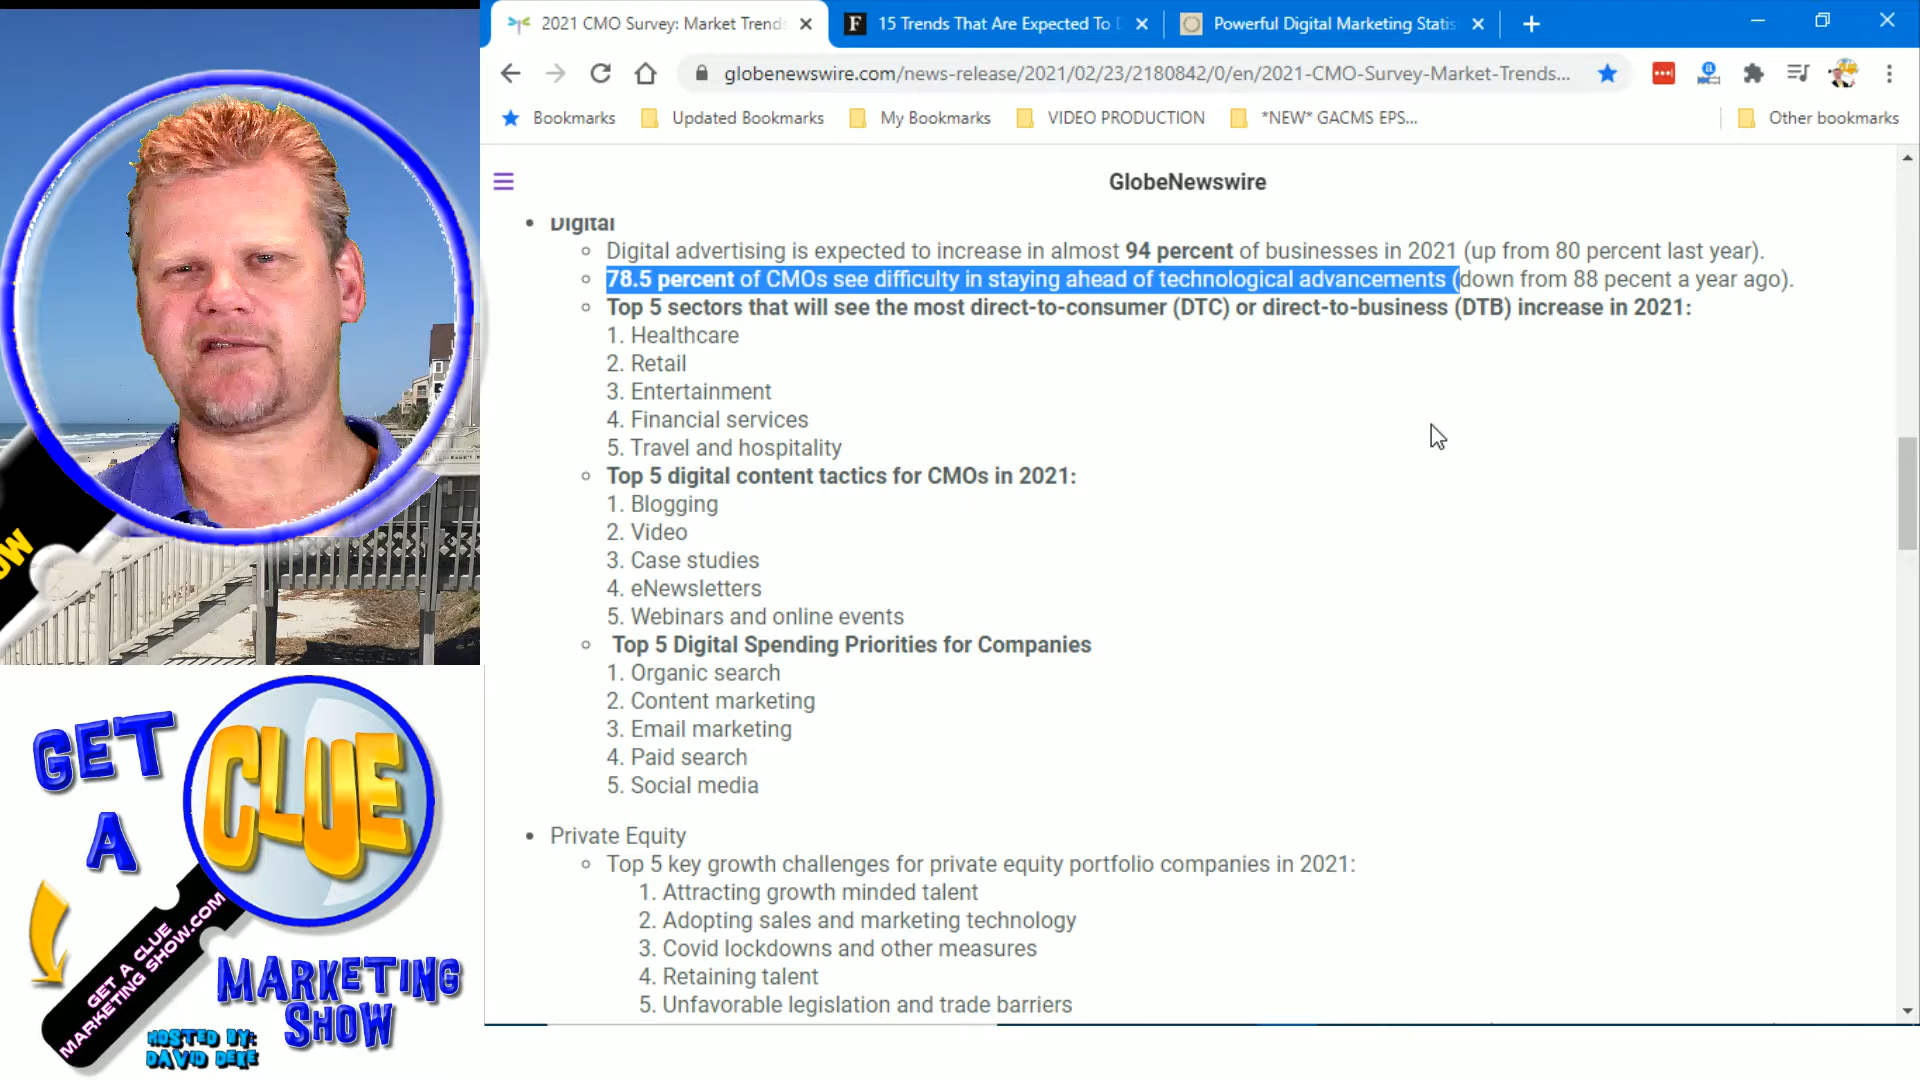 2021 CMO Survey: Market Trends
15 Trends That Are Expected To D
Powerful Digital Marketing Statis
globenewswire.com/news-release/2021/02/23/2180842/0/en/2021-CMO-Survey-Market-Trends...
Bookmarks
Updated Bookmarks
My Bookmarks
VIDEO PRODUCTION
*NEW* GACMS EPS...
Other bookmarks
GlobeNewswire
Digital
Digital advertising is expected to increase in almost 94 percent of businesses in 2021 (up from 80 percent last year).
78.5 percent of CMOs see difficulty in staying ahead of technological advancements (down from 88 pecent a year ago).
Top 5 sectors that will see the most direct-to-consumer (DTC) or direct-to-business (DTB) increase in 2021:
1. Healthcare
2. Retail
3. Entertainment
4. Financial services
5. Travel and hospitality
Top 5 digital content tactics for CMOs in 2021:
1. Blogging
2. Video
3. Case studies
4. eNewsletters
5. Webinars and online events
Top 5 Digital Spending Priorities for Companies
1. Organic search
2. Content marketing
3. Email marketing
4. Paid search
5. Social media
Private Equity
Top 5 key growth challenges for private equity portfolio companies in 2021:
1. Attracting growth minded talent
2. Adopting sales and marketing technology
3. Covid lockdowns and other measures
4. Retaining talent
5. Unfavorable legislation and trade barriers
OW
GET
A
CLUE
MARKETING
SHOW
GET A CLUE
MARKETING SHOW.COM
HOSTED BY:
DAVID DEKE